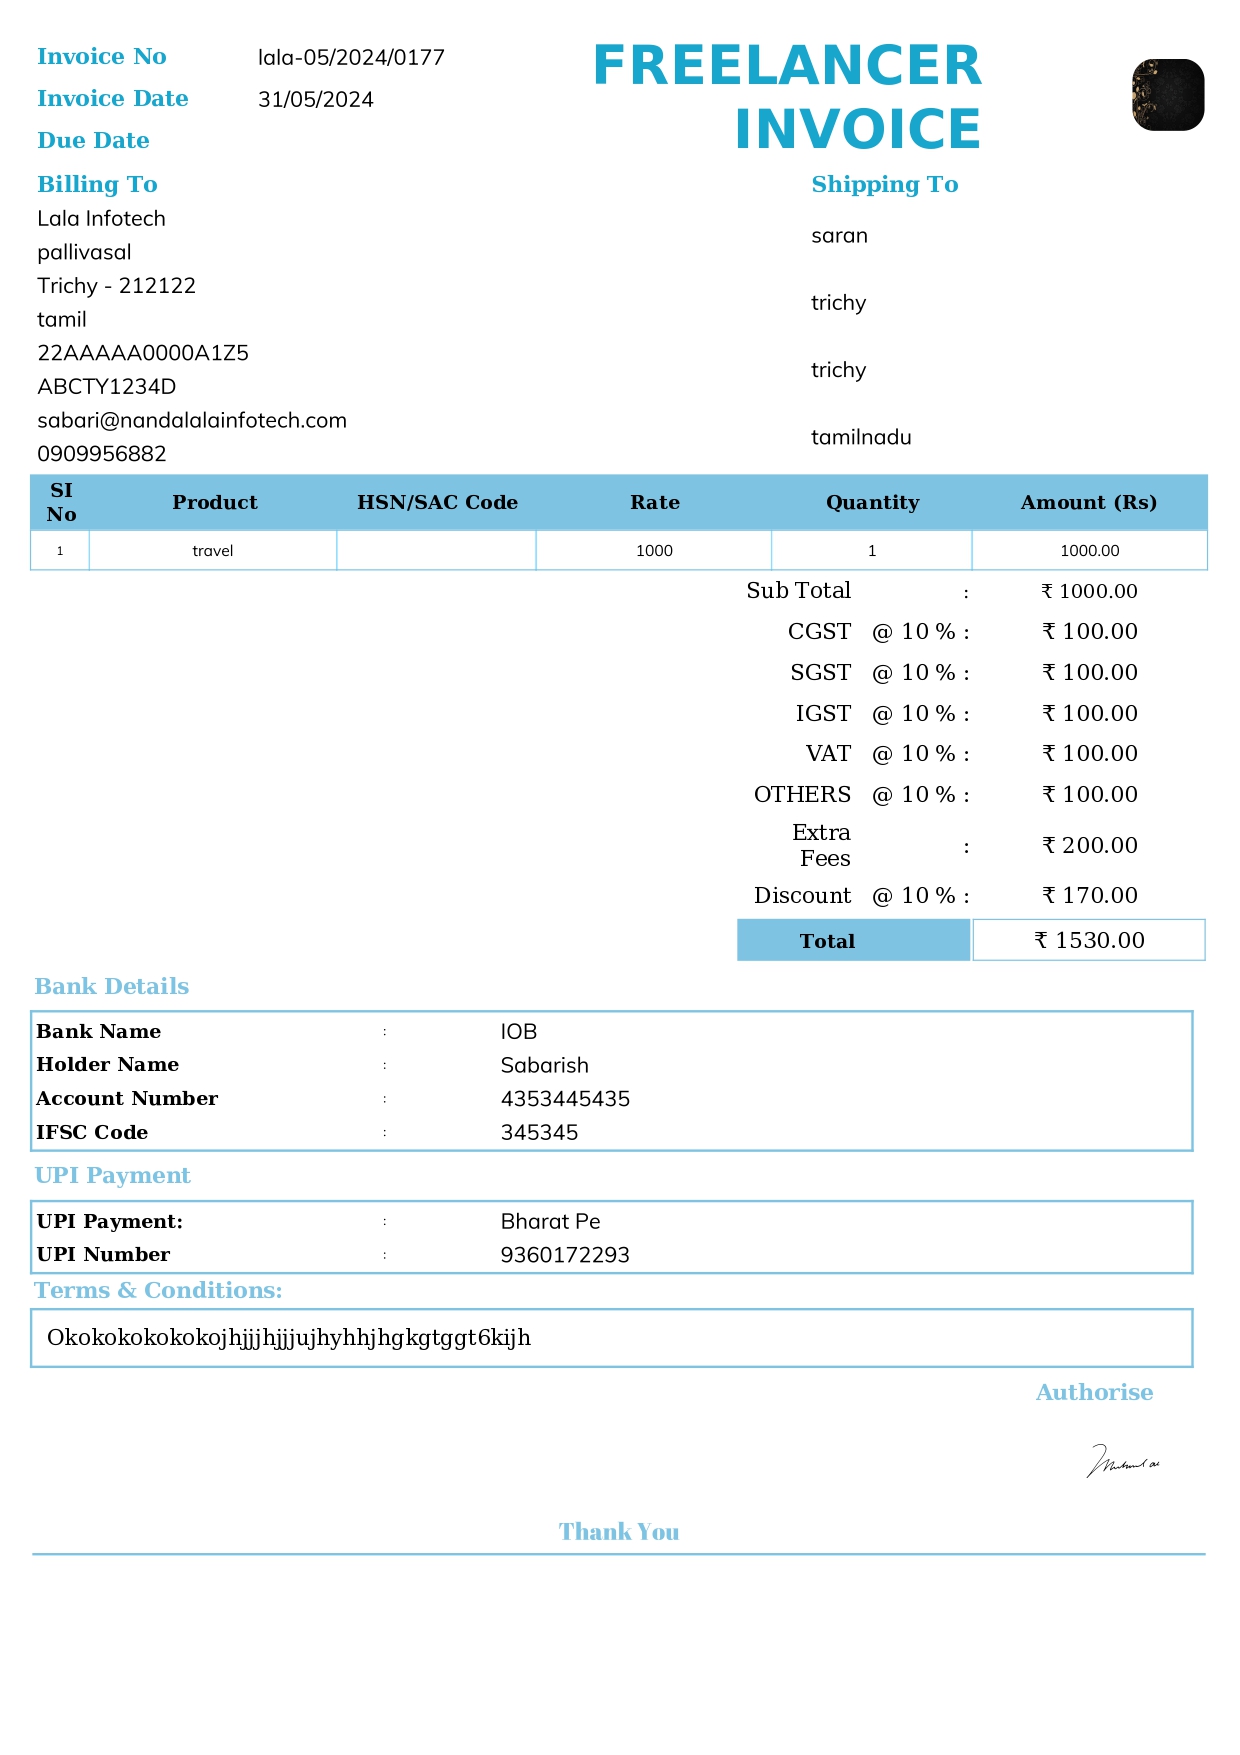 Invoice No lala-05/2024/0177
Invoice Date 31/05/2024
Due Date
FREELANCER
INVOICE
Billing To
Lala Infotech
pallivasal
Trichy - 212122
tamil
22AAAAA0000A1Z5
ABCTY1234D
sabari@nandalalainfotech.com
0909956882
Shipping To
saran
trichy
trichy
tamilnadu
SI No Product HSN/SAC Code Rate Quantity Amount (Rs)
1 travel 1000 1 1000.00
Sub Total : ₹ 1000.00
CGST @ 10 % : ₹ 100.00
SGST @ 10 % : ₹ 100.00
IGST @ 10 % : ₹ 100.00
VAT @ 10 % : ₹ 100.00
OTHERS @ 10 % : ₹ 100.00
Extra Fees : ₹ 200.00
Discount @ 10 % : ₹ 170.00
Total ₹ 1530.00
Bank Details
Bank Name : IOB
Holder Name : Sabarish
Account Number : 4353445435
IFSC Code : 345345
UPI Payment
UPI Payment: : Bharat Pe
UPI Number : 9360172293
Terms & Conditions:
Okokokokokokojhjjjhjjjujhyhhjhgkgtggt6kijh
Authorise
Thank You